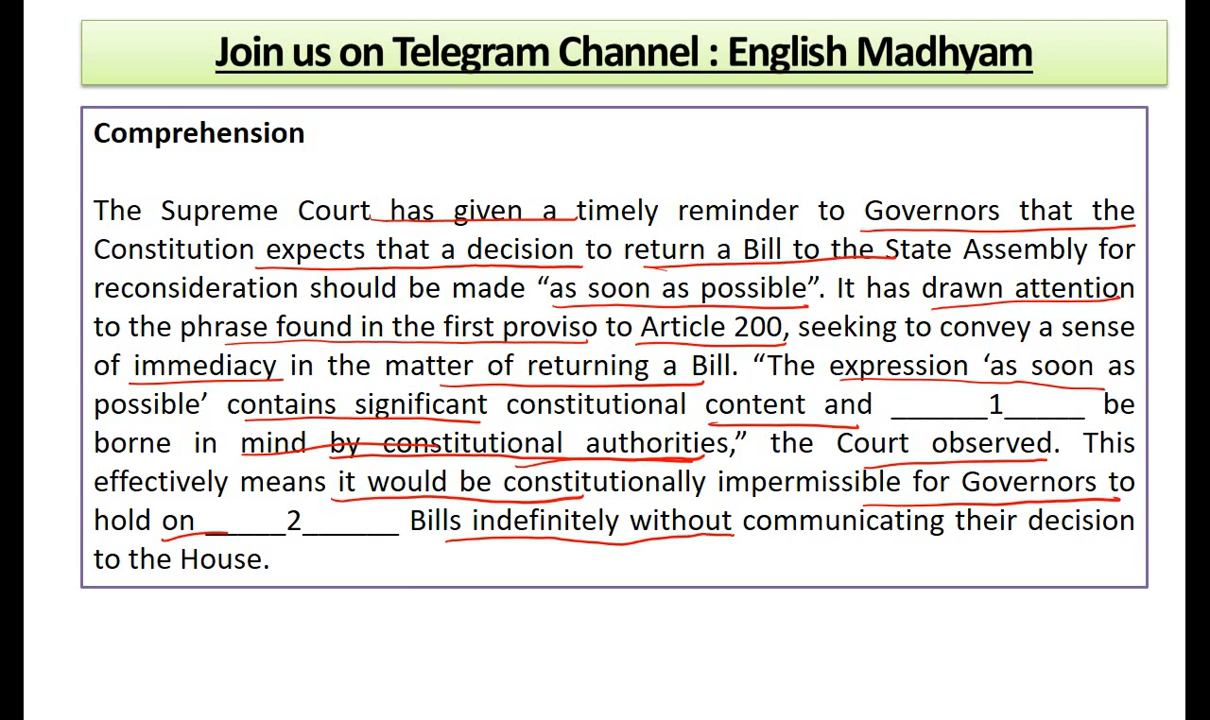 Join us on Telegram Channel : English Madhyam
Comprehension
The Supreme Court has given a timely reminder to Governors that the
Constitution expects that a decision to return a Bill to the State Assembly for
reconsideration should be made “as soon as possible”. It has drawn attention
to the phrase found in the first proviso to Article 200, seeking to convey a sense
of immediacy in the matter of returning a Bill. “The expression ‘as soon as
possible’ contains significant constitutional content and ______1_____ be
borne in mind by constitutional authorities,” the Court observed. This
effectively means it would be constitutionally impermissible for Governors to
hold on _____2______ Bills indefinitely without communicating their decision
to the House.